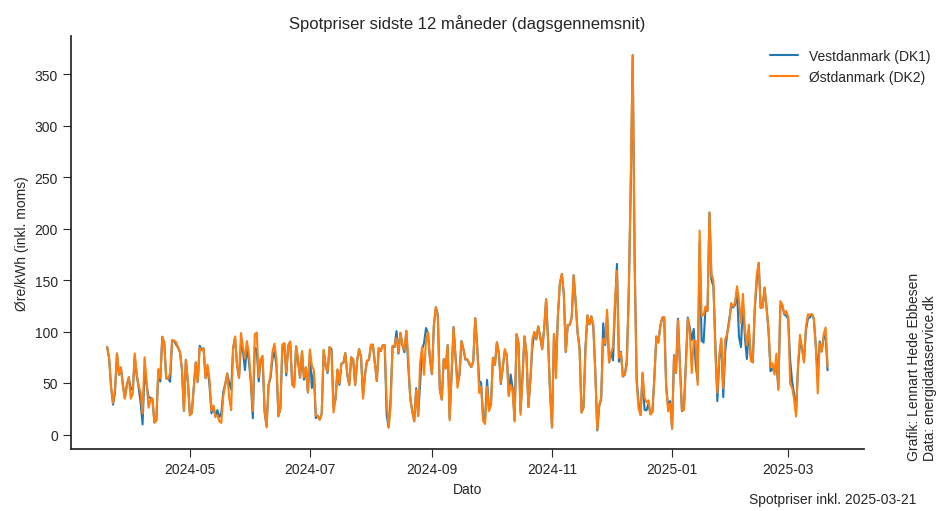 Spotpriser sidste 12 måneder (dagsgennemsnit)
Vestdanmark (DK1)
Østdanmark (DK2)
Øre/kWh (inkl. moms)
350
300
250
200
150
100
50
0
2024-05
2024-07
2024-09
2024-11
2025-01
2025-03
Dato
Grafik: Lennart Hede Ebbesen
Data: energidataservice.dk
Spotpriser inkl. 2025-03-21